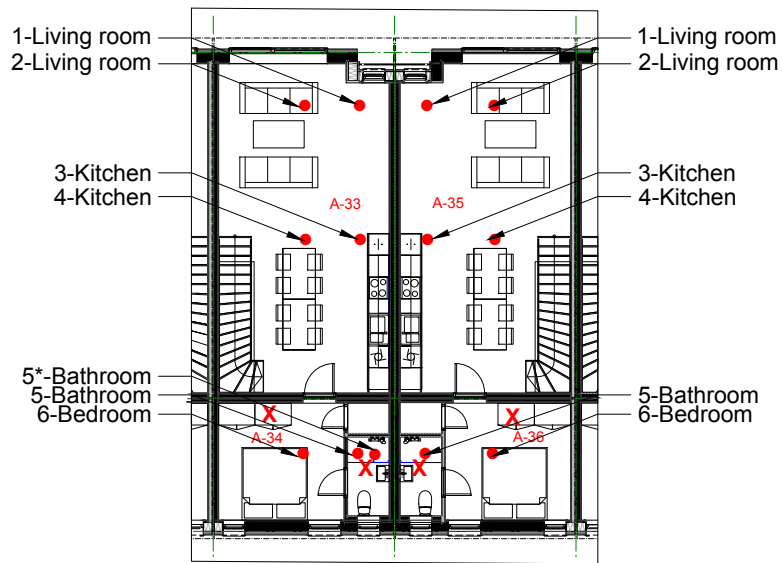 1-Living room
1-Living room
2-Living room
2-Living room
3-Kitchen
3-Kitchen
4-Kitchen
4-Kitchen
A-33
A-35
5*-Bathroom
5-Bathroom
5-Bathroom
6-Bedroom
6-Bedroom
X
X
A-34
A-36
X
X